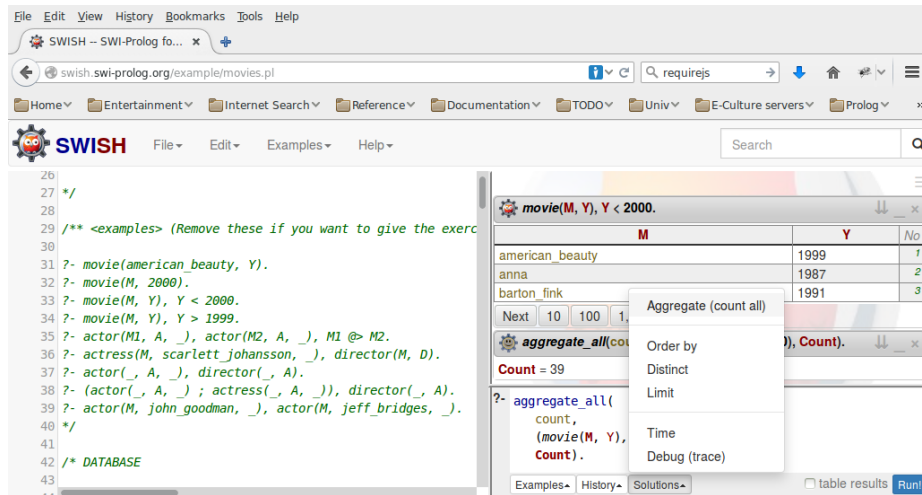 File Edit View History Bookmarks Tools Help
SWISH -- SWI-Prolog fo... ×
swish.swi-prolog.org/example/movies.pl requirejs
Home Entertainment Internet Search Reference Documentation TODO Univ E-Culture servers Prolog »
SWISH File Edit Examples Help Search
26
27 */
28
29 /** <examples> (Remove these if you want to give the exerc
30
31 ?- movie(american_beauty, Y).
32 ?- movie(M, 2000).
33 ?- movie(M, Y), Y < 2000.
34 ?- movie(M, Y), Y > 1999.
35 ?- actor(M1, A, _), actor(M2, A, _), M1 @> M2.
36 ?- actress(M, scarlett_johansson, _), director(M, D).
37 ?- actor(_, A, _), director(_, A).
38 ?- (actor(_, A, _) ; actress(_, A, _)), director(_, A).
39 ?- actor(M, john_goodman, _), actor(M, jeff_bridges, _).
40 */
41
42 /* DATABASE
43
movie(M, Y), Y < 2000.
M Y No
american_beauty 1999 1
anna 1987 2
barton_fink 1991 3
Next 10 100 1,
aggregate_all(cou ), Count).
Count = 39
?- aggregate_all(
count,
(movie(M, Y),
Count).
Aggregate (count all)
Order by
Distinct
Limit
Time
Debug (trace)
Examples History Solutions table results Run!